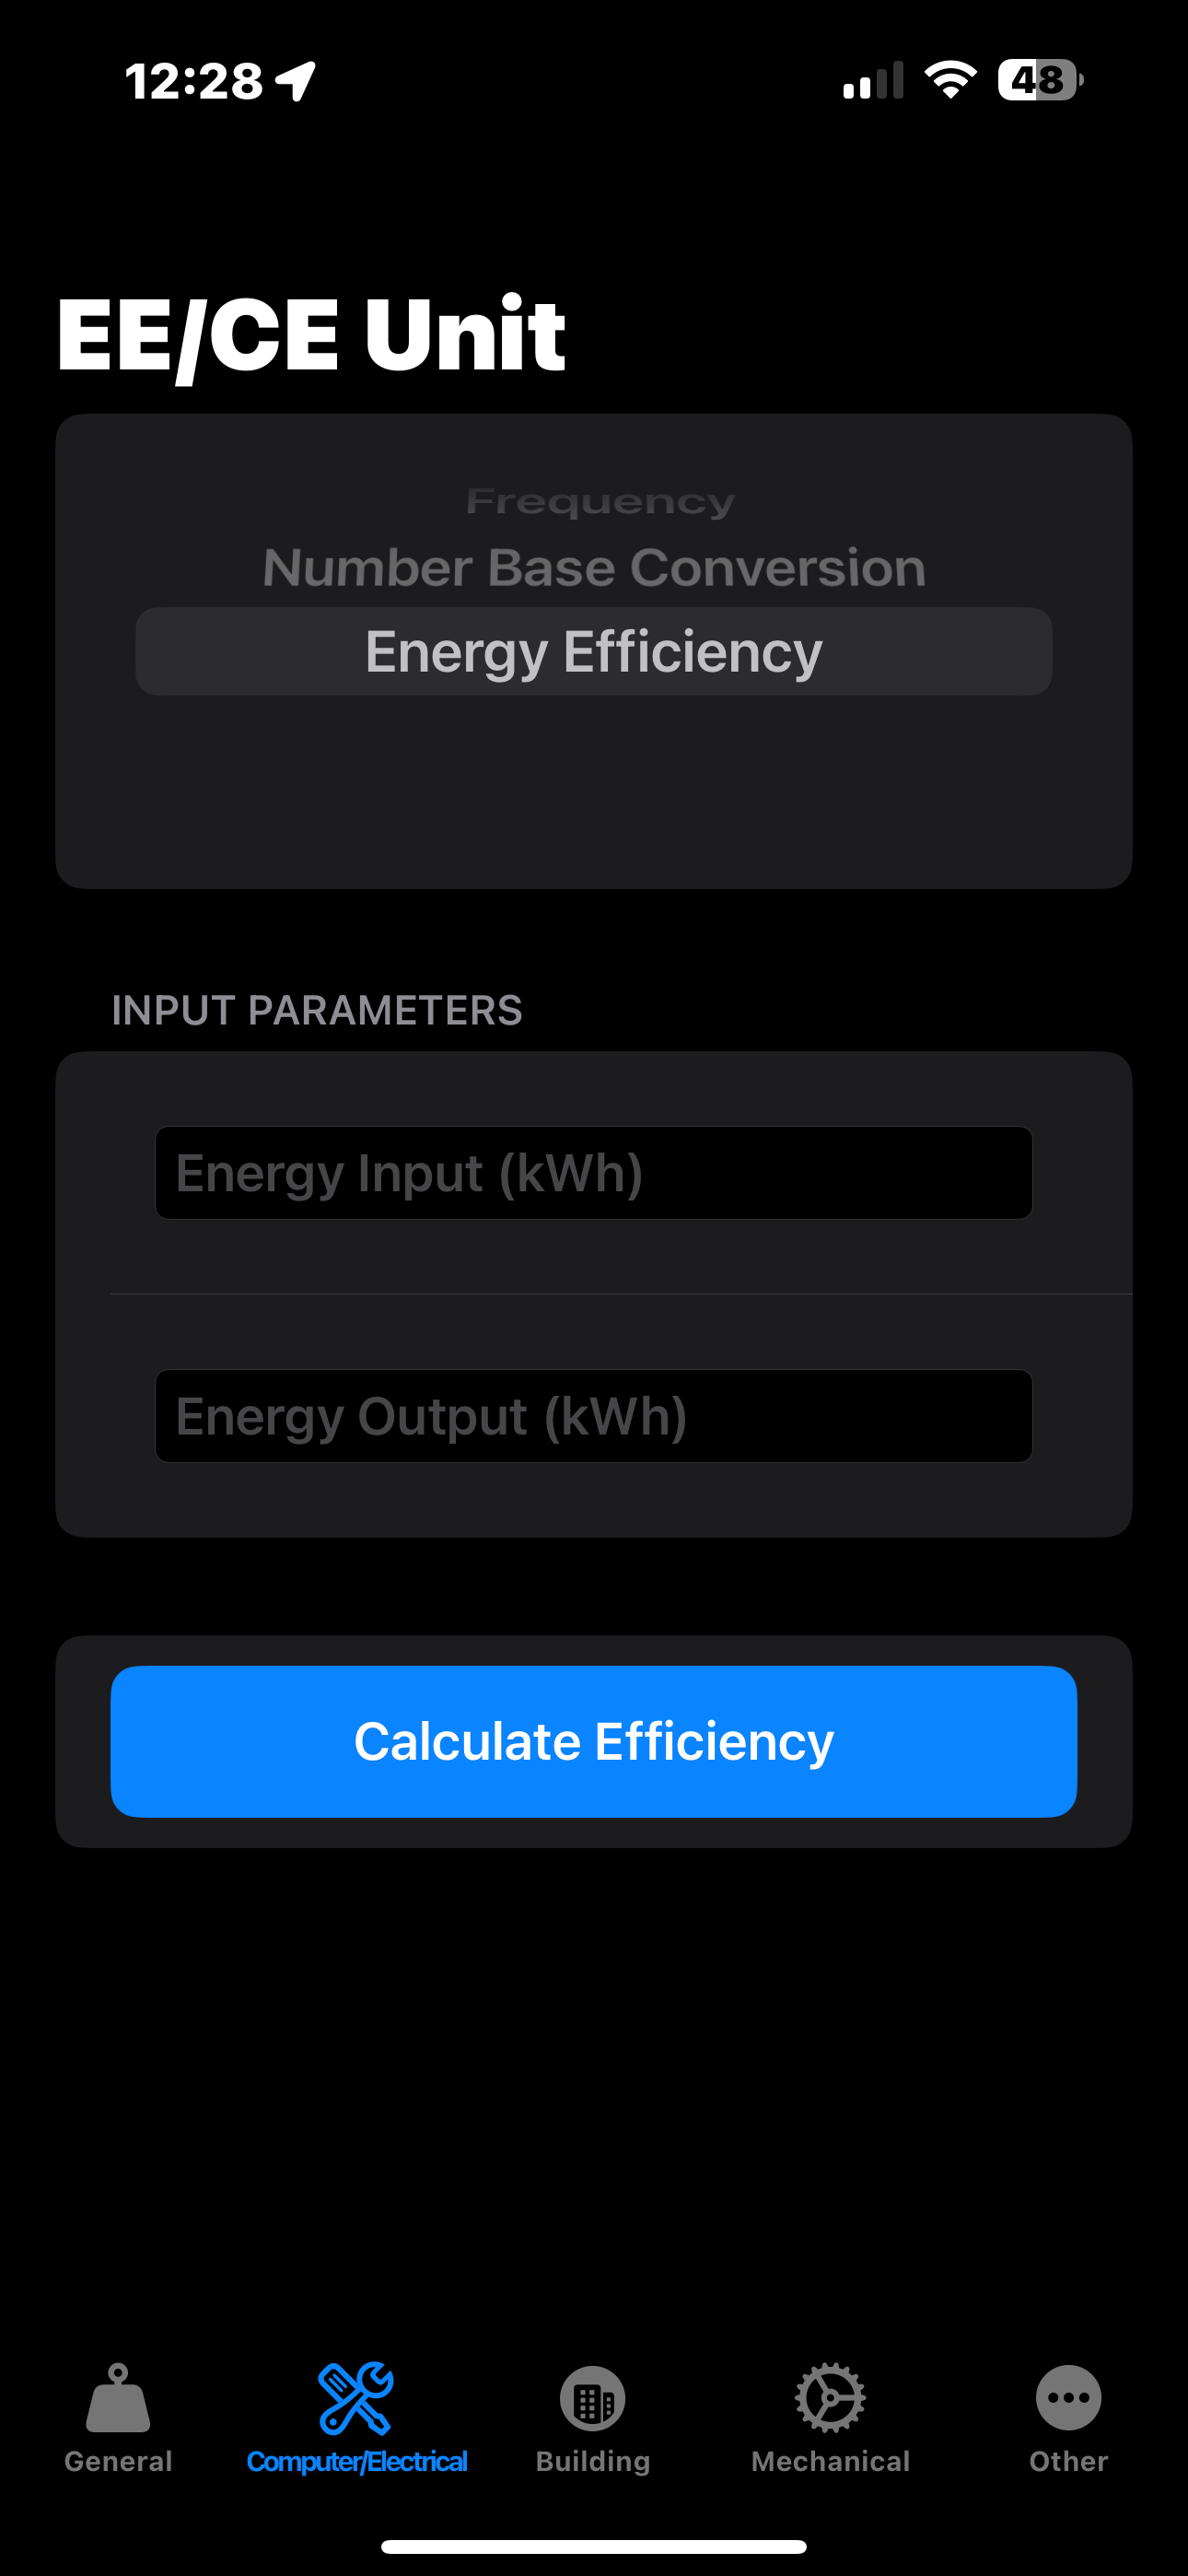 12:28
48
EE/CE Unit
Frequency
Number Base Conversion
Energy Efficiency
INPUT PARAMETERS
Energy Input (kWh)
Energy Output (kWh)
Calculate Efficiency
General
Computer/Electrical
Building
Mechanical
Other